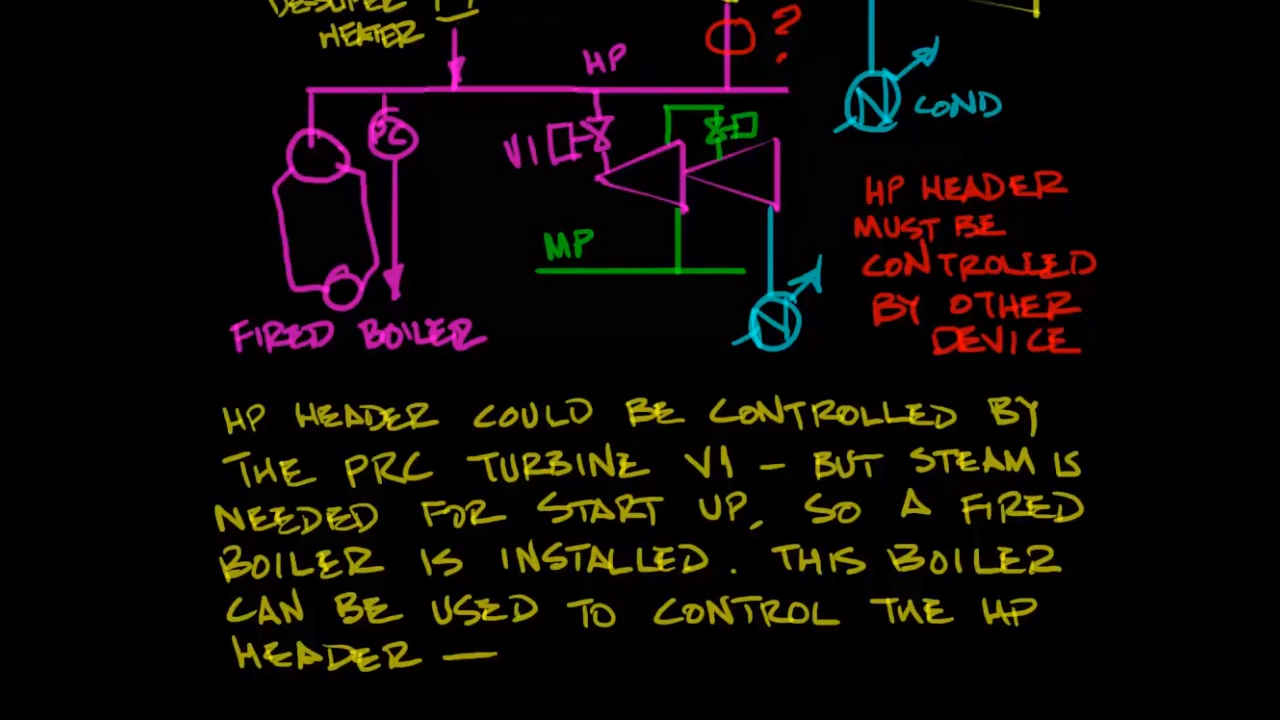 DESUPER
HEATER
HP
?
PC
V1
COND
MP
HP HEADER
MUST BE
CONTROLLED
BY OTHER
DEVICE
FIRED BOILER
HP HEADER COULD BE CONTROLLED BY
THE PRC TURBINE V1 – BUT STEAM IS
NEEDED FOR START UP, SO A FIRED
BOILER IS INSTALLED. THIS BOILER
CAN BE USED TO CONTROL THE HP
HEADER —